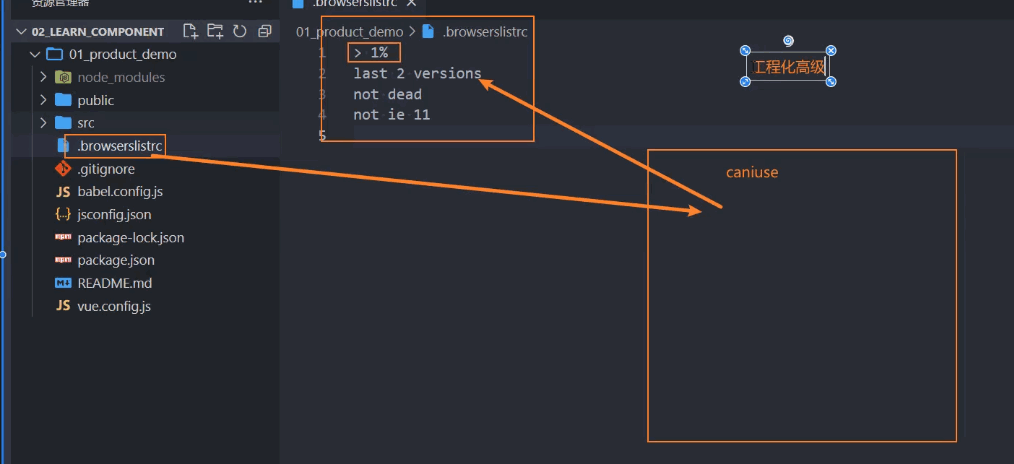 资源管理器
.browserslistrc
02_LEARN_COMPONENT
01_product_demo
node_modules
public
src
.browserslistrc
.gitignore
babel.config.js
jsconfig.json
package-lock.json
package.json
README.md
vue.config.js
01_product_demo > .browserslistrc
1 > 1%
2 last 2 versions
3 not dead
4 not ie 11
5
工程化高级
caniuse